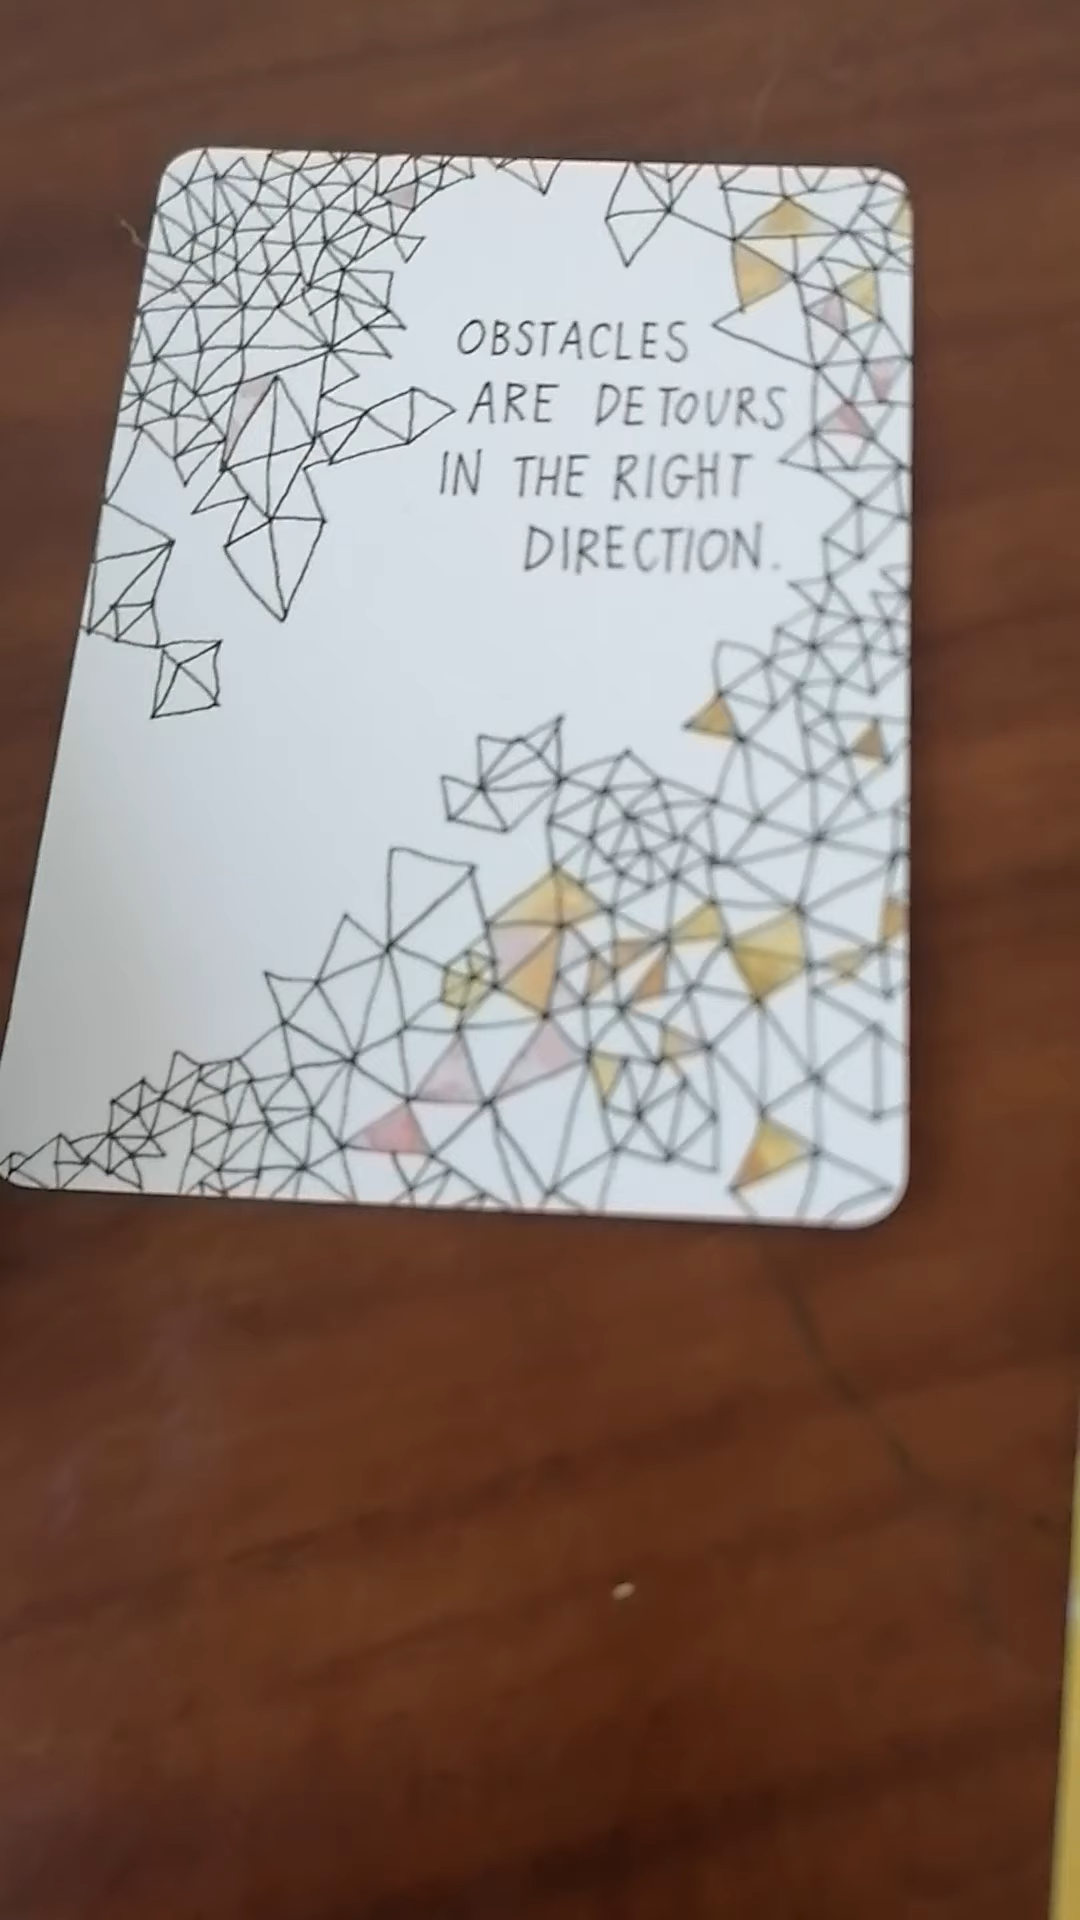 OBSTACLES
ARE DETOURS
IN THE RIGHT
DIRECTION.